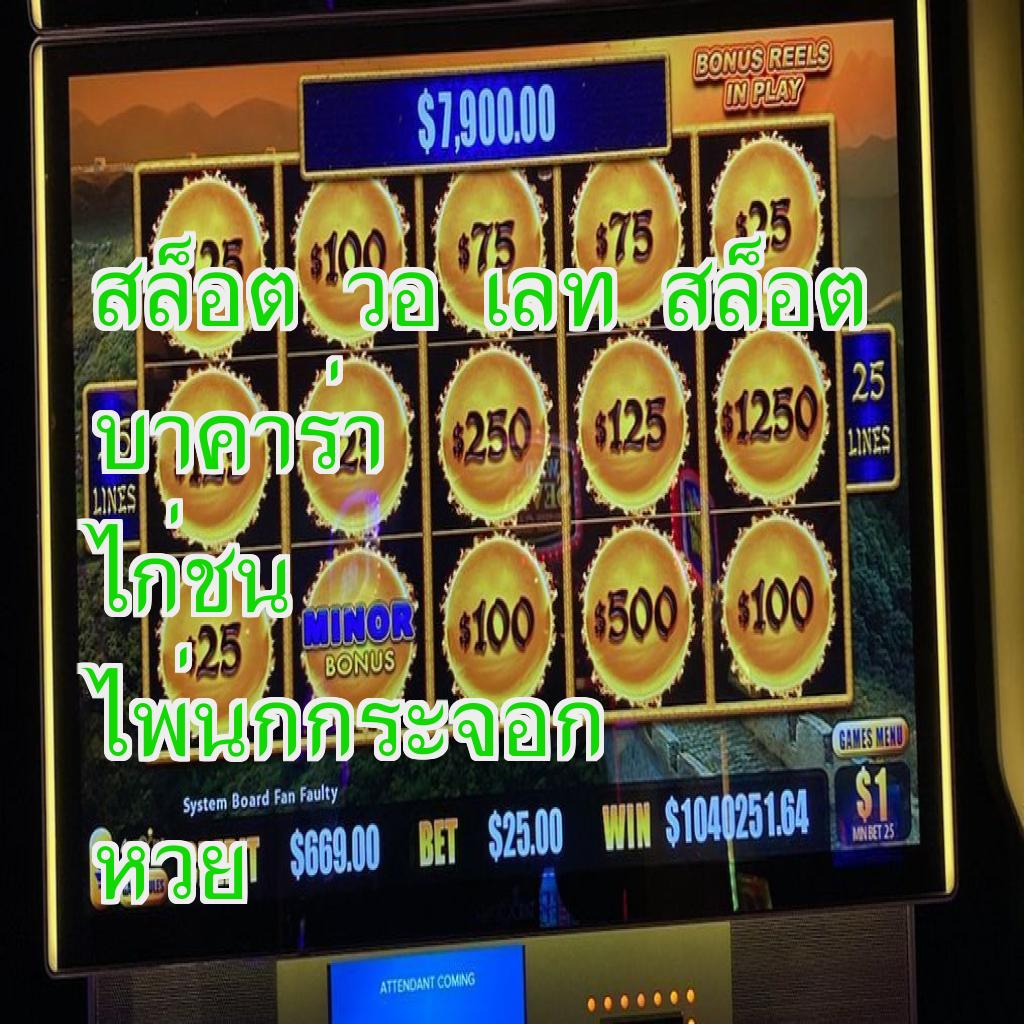 BONUS REELS
IN PLAY
$7,900.00
$100 $75 $75 $25
สล็อต วอ เลท สล็อต
$250 $125 $1250
25
LINES
บาคาร่า
LINES
ไก่ชน
$25 MINOR BONUS $100 $500 $100
ไพ่นกกระจอก
GAMES MENU
System Board Fan Faulty
$669.00 BET $25.00 WIN $1040251.64
$1
MIN BET 25
หวย
ATTENDANT COMING